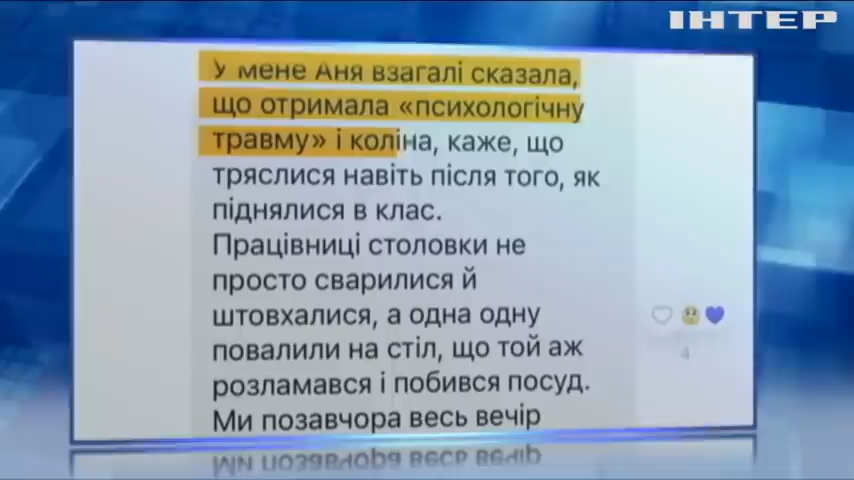 ІНТЕР
У мене Аня взагалі сказала,
що отримала «психологічну
травму» і коліна, каже, що
тряслися навіть після того, як
піднялися в клас.
Працівниці столовки не
просто сварилися й
штовхалися, а одна одну
повалили на стіл, що той аж
розламався і побився посуд.
Ми позавчора весь вечір
4